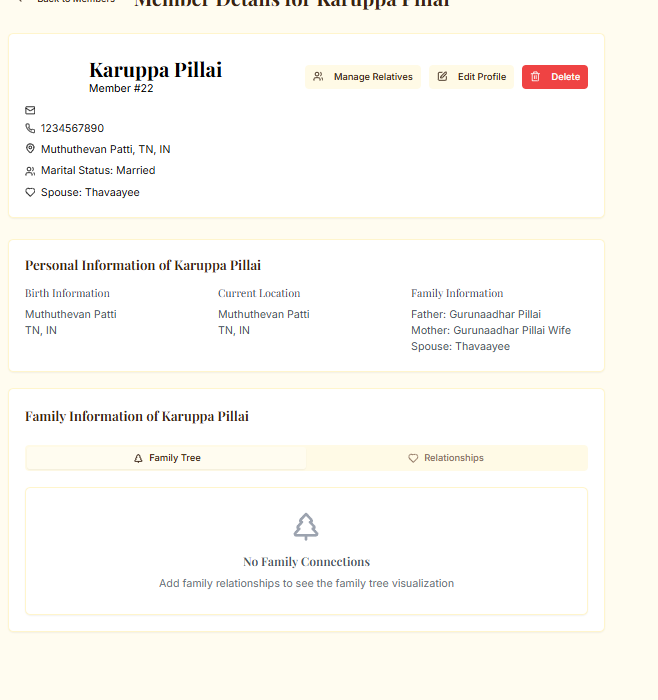 Back to Members
Member Details for Karuppa Pillai
Karuppa Pillai
Member #22
Manage Relatives
Edit Profile
Delete
1234567890
Muthuthevan Patti, TN, IN
Marital Status: Married
Spouse: Thavaayee
Personal Information of Karuppa Pillai
Birth Information
Muthuthevan Patti
TN, IN
Current Location
Muthuthevan Patti
TN, IN
Family Information
Father: Gurunaadhar Pillai
Mother: Gurunaadhar Pillai Wife
Spouse: Thavaayee
Family Information of Karuppa Pillai
Family Tree
Relationships
No Family Connections
Add family relationships to see the family tree visualization